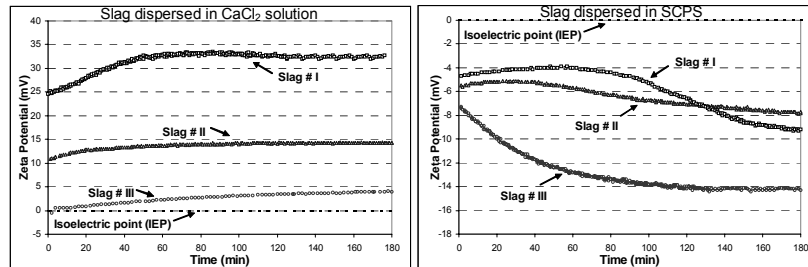 Slag dispersed in CaCl₂ solution
Zeta Potential (mV)
40
35
30
25
20
15
10
5
0
-5
Slag # I
Slag # II
Slag # III
Isoelectric point (IEP)
0 20 40 60 80 100 120 140 160 180
Time (min)
Slag dispersed in SCPS
Zeta Potential (mV)
0
-2
-4
-6
-8
-10
-12
-14
-16
-18
Isoelectric point (IEP)
Slag # I
Slag # II
Slag # III
0 20 40 60 80 100 120 140 160 180
Time (min)